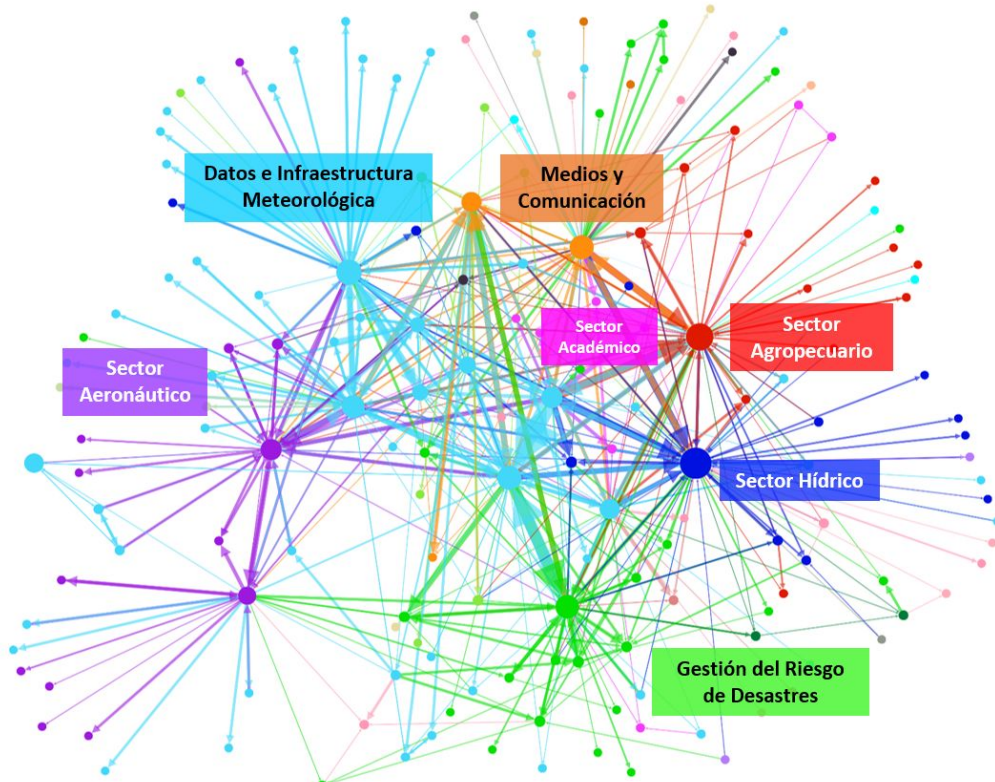 Datos e Infraestructura
Meteorológica
Medios y
Comunicación
Sector
Académico
Sector
Agropecuario
Sector
Aeronáutico
Sector Hídrico
Gestión del Riesgo
de Desastres